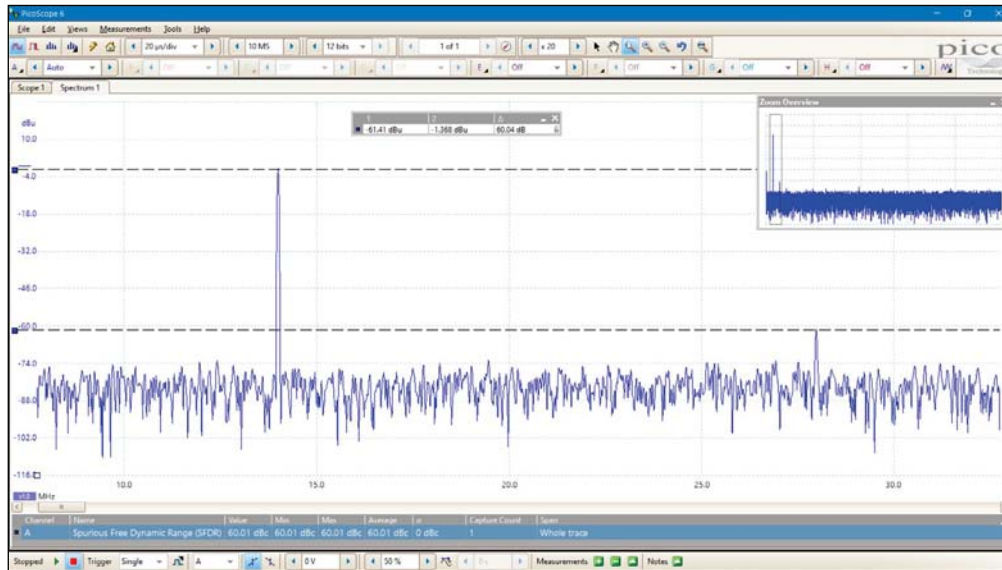 PicoScope 6
File Edit Views Measurements Tools Help
20 µs/div 10 MS 12 bits 1 of 1 x 20
pico
Technology
A Auto Off E Off F Off G Off H Off
Scope 1 Spectrum 1
1 2 Δ
-61.41 dBu -1.368 dBu 60.04 dB
Zoom Overview
dBu
10.0
-4.0
-18.0
-32.0
-46.0
-60.0
-74.0
-88.0
-102.0
-116.0
10.0 15.0 20.0 25.0 30.0
x1.0 MHz
Channel Name Value Min Max Average σ Capture Count Span
A Spurious Free Dynamic Range (SFDR) 60.01 dBc 60.01 dBc 60.01 dBc 60.01 dBc 0 dBc 1 Whole trace
Stopped Trigger Single A 0 V 50 % Measurements Notes